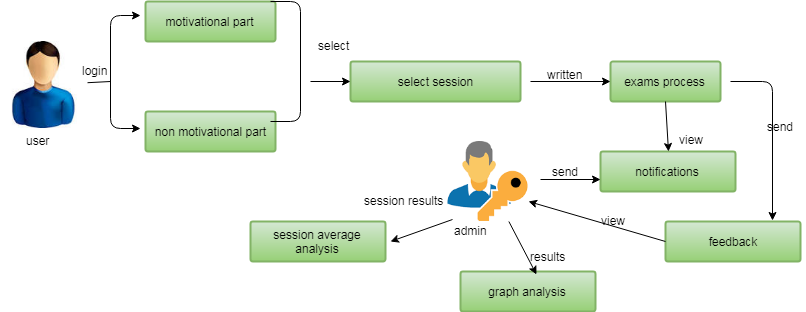 motivational part
select
login
select session
written
exams process
non motivational part
send
user
view
send
notifications
session results
admin
view
session average
analysis
feedback
results
graph analysis